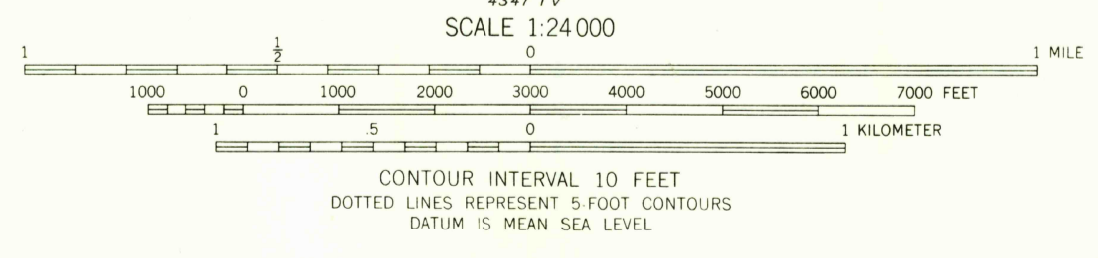 4347 IV
SCALE 1:24 000
1 1/2 0 1 MILE
1000 0 1000 2000 3000 4000 5000 6000 7000 FEET
1 .5 0 1 KILOMETER
CONTOUR INTERVAL 10 FEET
DOTTED LINES REPRESENT 5-FOOT CONTOURS
DATUM IS MEAN SEA LEVEL